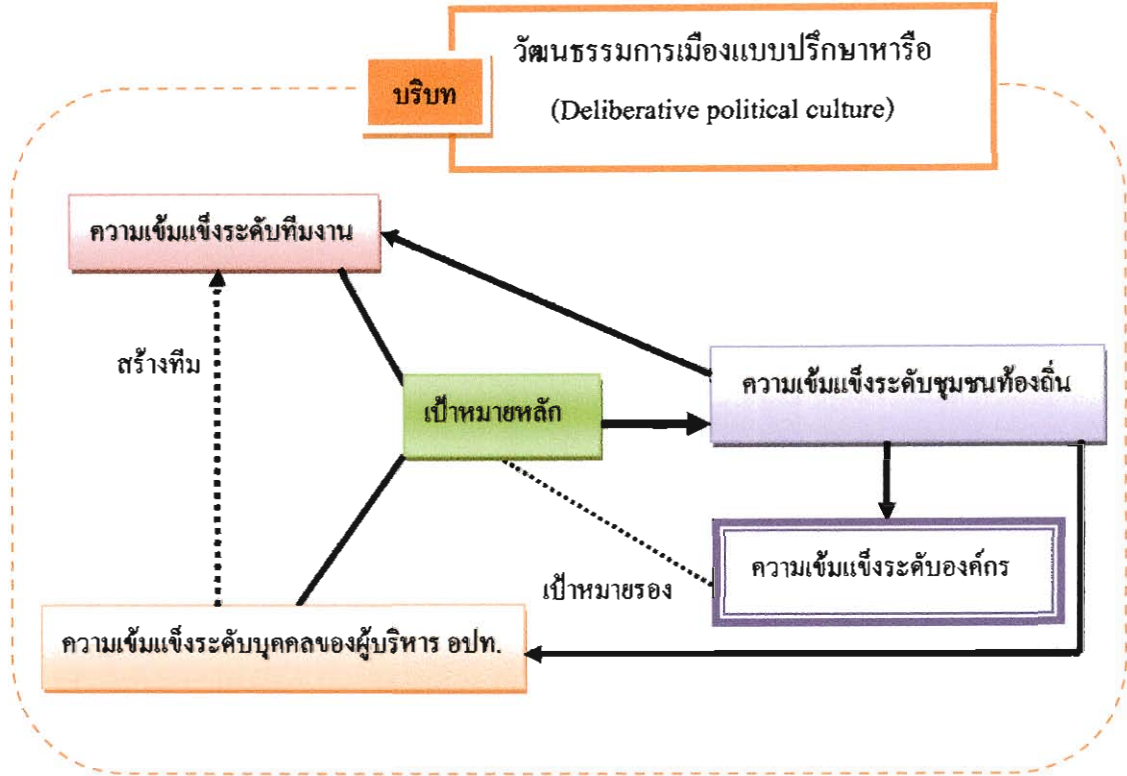 วัฒนธรรมการเมืองแบบปรึกษาหารือ
บริบท
(Deliberative political culture)
ความเข้มแข็งระดับทีมงาน
สร้างทีม
ความเข้มแข็งระดับชุมชนท้องถิ่น
เป้าหมายหลัก
ความเข้มแข็งระดับองค์กร
เป้าหมายรอง
ความเข้มแข็งระดับบุคคลของผู้บริหาร อปท.